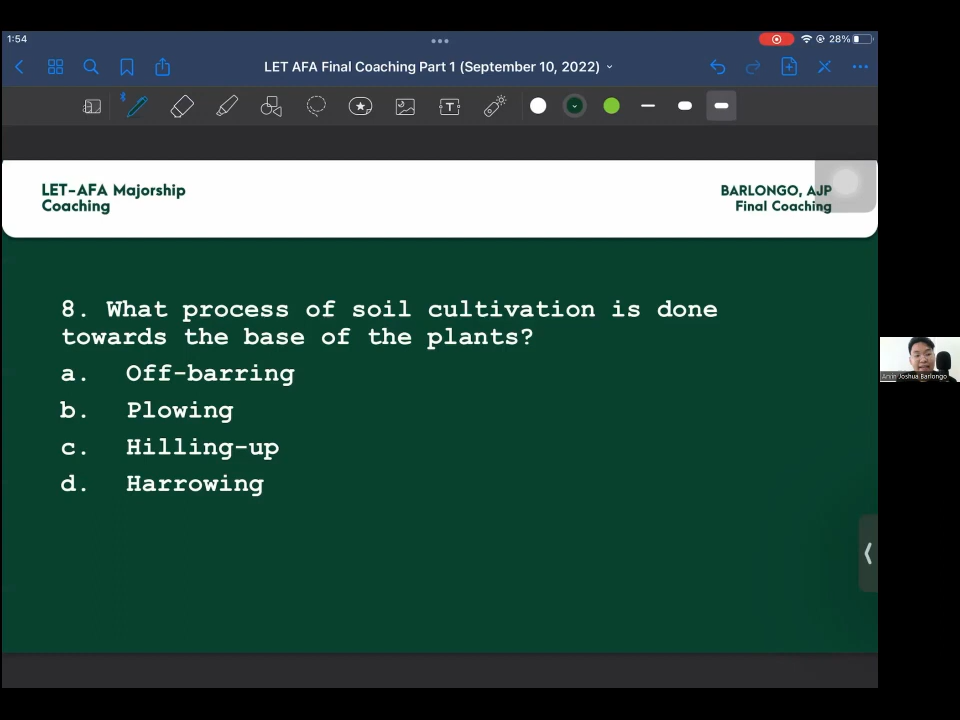 1:54
28%
LET AFA Final Coaching Part 1 (September 10, 2022)
T
LET-AFA Majorship
Coaching
BARLONGO, AJP
Final Coaching
8. What process of soil cultivation is done
towards the base of the plants?
a. Off-barring
b. Plowing
c. Hilling-up
d. Harrowing
Arvin Joshua Barlongo